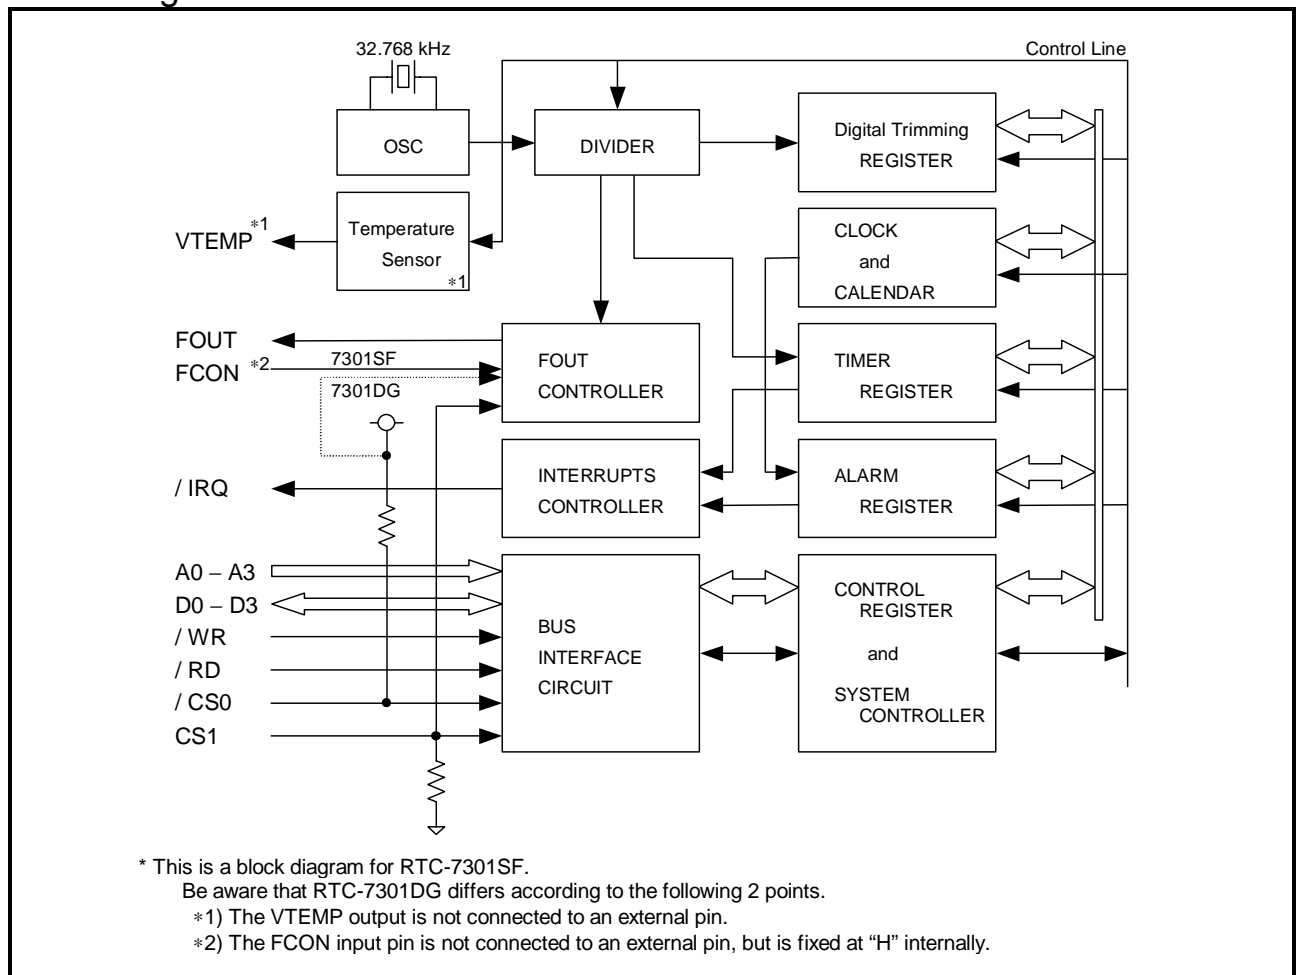 32.768 kHz
Control Line
OSC
DIVIDER
Digital Trimming
REGISTER
VTEMP*1
Temperature
Sensor
*1
CLOCK
and
CALENDAR
FOUT
FCON *2
7301SF
7301DG
FOUT
CONTROLLER
TIMER
REGISTER
/ IRQ
INTERRUPTS
CONTROLLER
ALARM
REGISTER
A0 – A3
D0 – D3
/ WR
/ RD
/ CS0
CS1
BUS
INTERFACE
CIRCUIT
CONTROL
REGISTER
and
SYSTEM
CONTROLLER
* This is a block diagram for RTC-7301SF.
Be aware that RTC-7301DG differs according to the following 2 points.
*1) The VTEMP output is not connected to an external pin.
*2) The FCON input pin is not connected to an external pin, but is fixed at “H” internally.